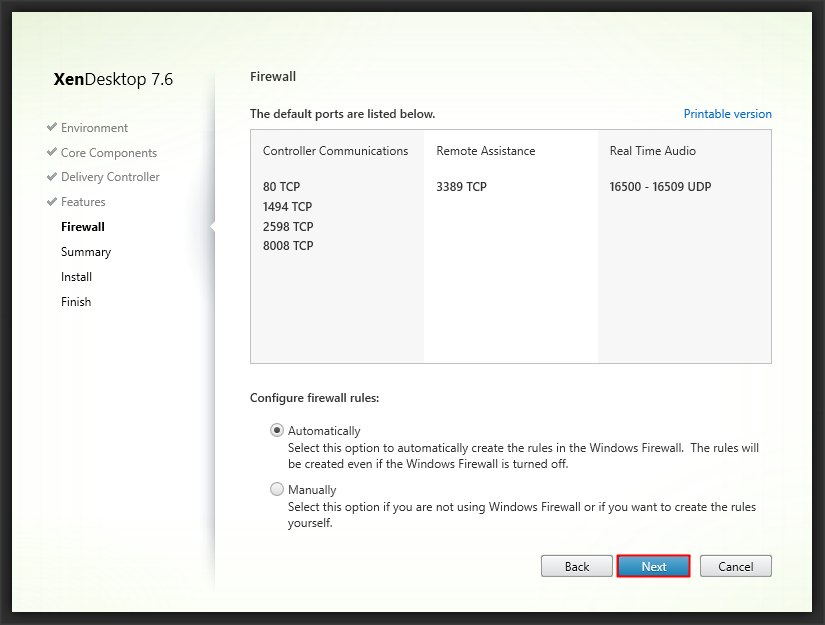 XenDesktop 7.6
Environment
Core Components
Delivery Controller
Features
Firewall
Summary
Install
Finish
Firewall
The default ports are listed below.
Printable version
Controller Communications
80 TCP
1494 TCP
2598 TCP
8008 TCP
Remote Assistance
3389 TCP
Real Time Audio
16500 - 16509 UDP
Configure firewall rules:
Automatically
Select this option to automatically create the rules in the Windows Firewall.  The rules will
be created even if the Windows Firewall is turned off.
Manually
Select this option if you are not using Windows Firewall or if you want to create the rules
yourself.
Back
Next
Cancel